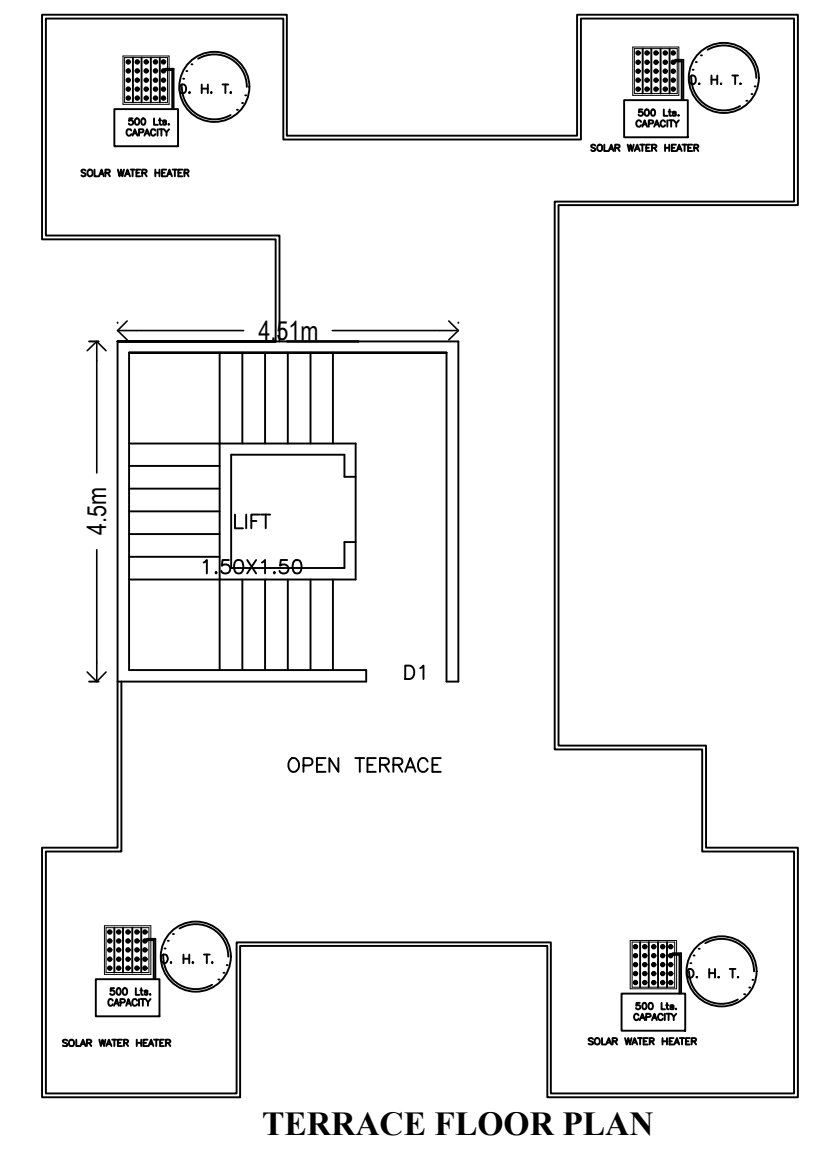 D. H. T.
500 Lts.
CAPACITY
SOLAR WATER HEATER
D. H. T.
500 Lts.
CAPACITY
SOLAR WATER HEATER
4.51m
4.5m
LIFT
1.50X1.50
D1
OPEN TERRACE
D. H. T.
500 Lts.
CAPACITY
SOLAR WATER HEATER
D. H. T.
500 Lts.
CAPACITY
SOLAR WATER HEATER
TERRACE FLOOR PLAN